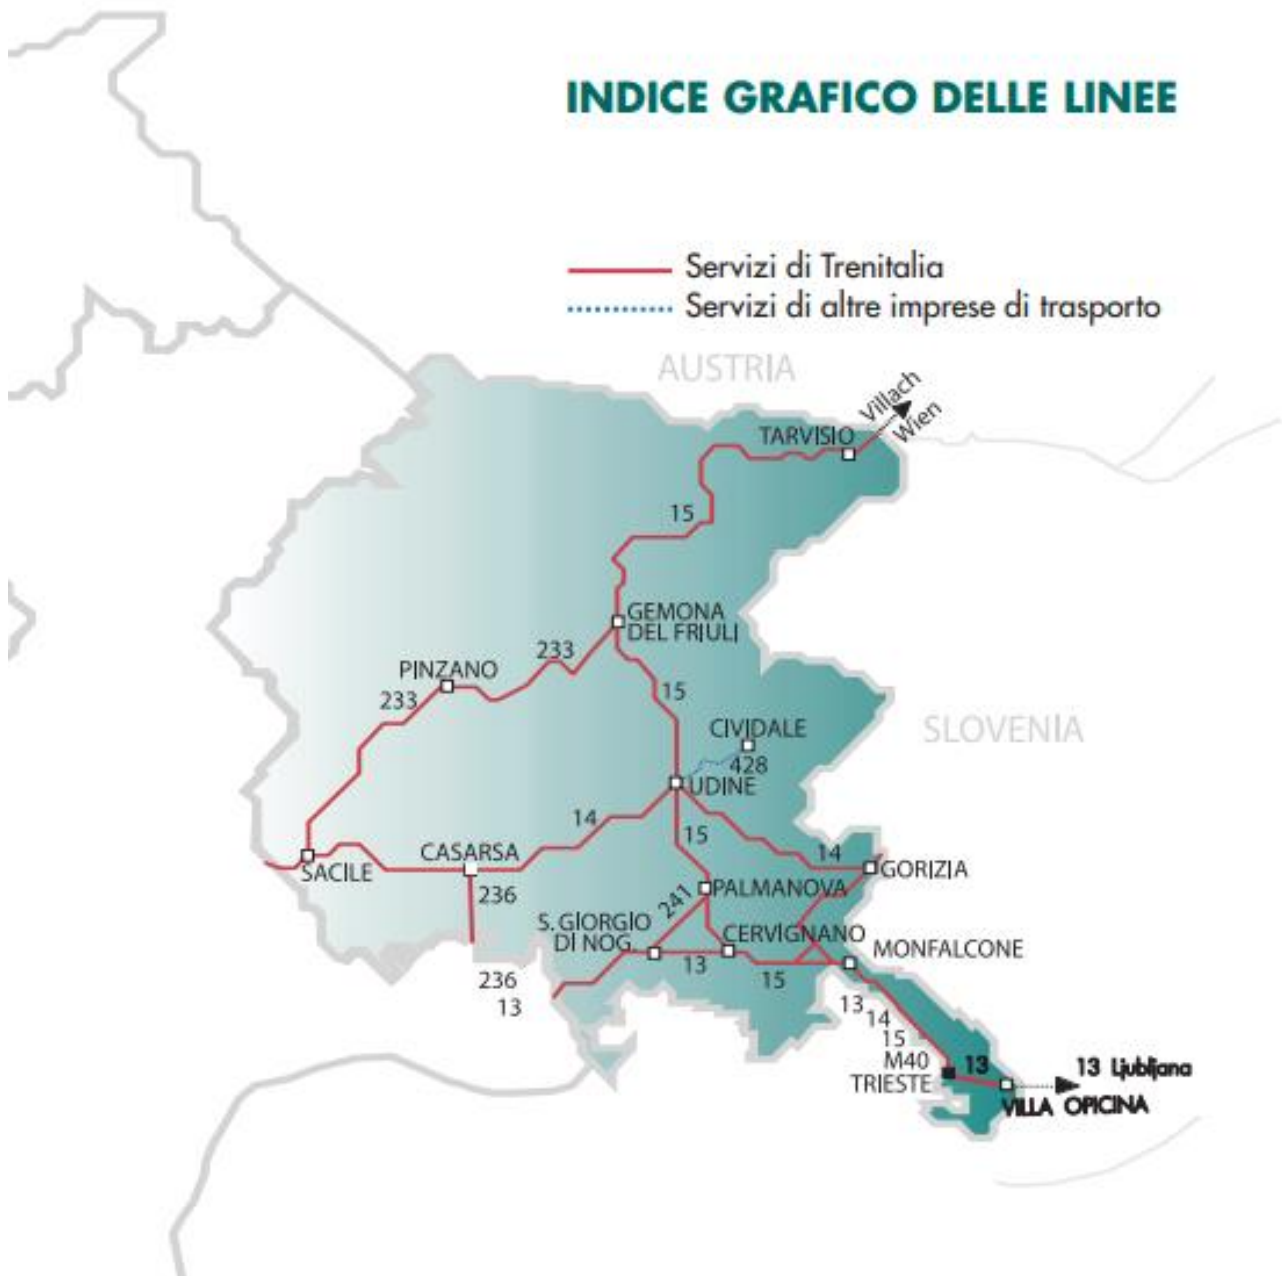 INDICE GRAFICO DELLE LINEE
Servizi di Trenitalia
Servizi di altre imprese di trasporto
AUSTRIA
Villach
Wien
TARVISIO
15
GEMONA
DEL FRIULI
233
PINZANO
233
15
SLOVENIA
CIVIDALE
428
UDINE
14
15
14
CASARSA
SACILE
GORIZIA
236
241
PALMANOVA
S. GIORGIO
DI NOG.
CERVIGNANO
MONFALCONE
13
15
236
13
13
14
15
M40
TRIESTE
13
13 Ljubljana
VILLA OPICINA